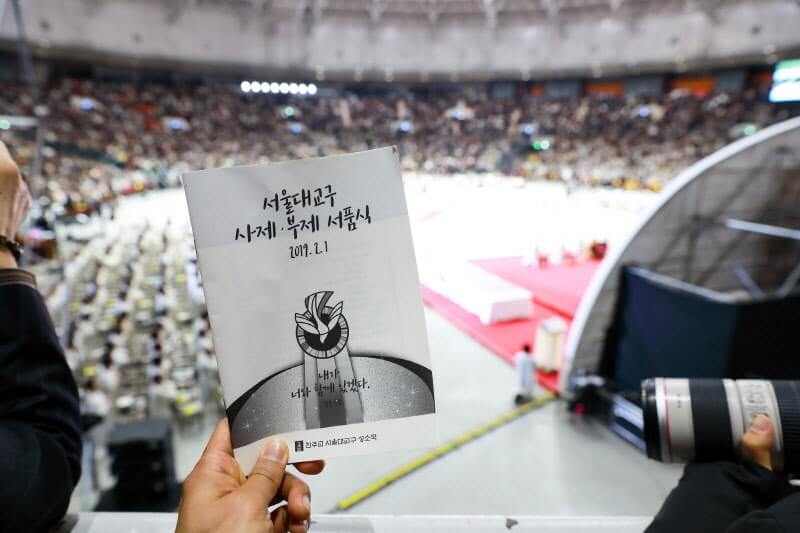 서울대교구
사제·부제 서품식
2019. 2. 1
내가
너와 함께 있겠다.
천주교 서울대교구 성소국